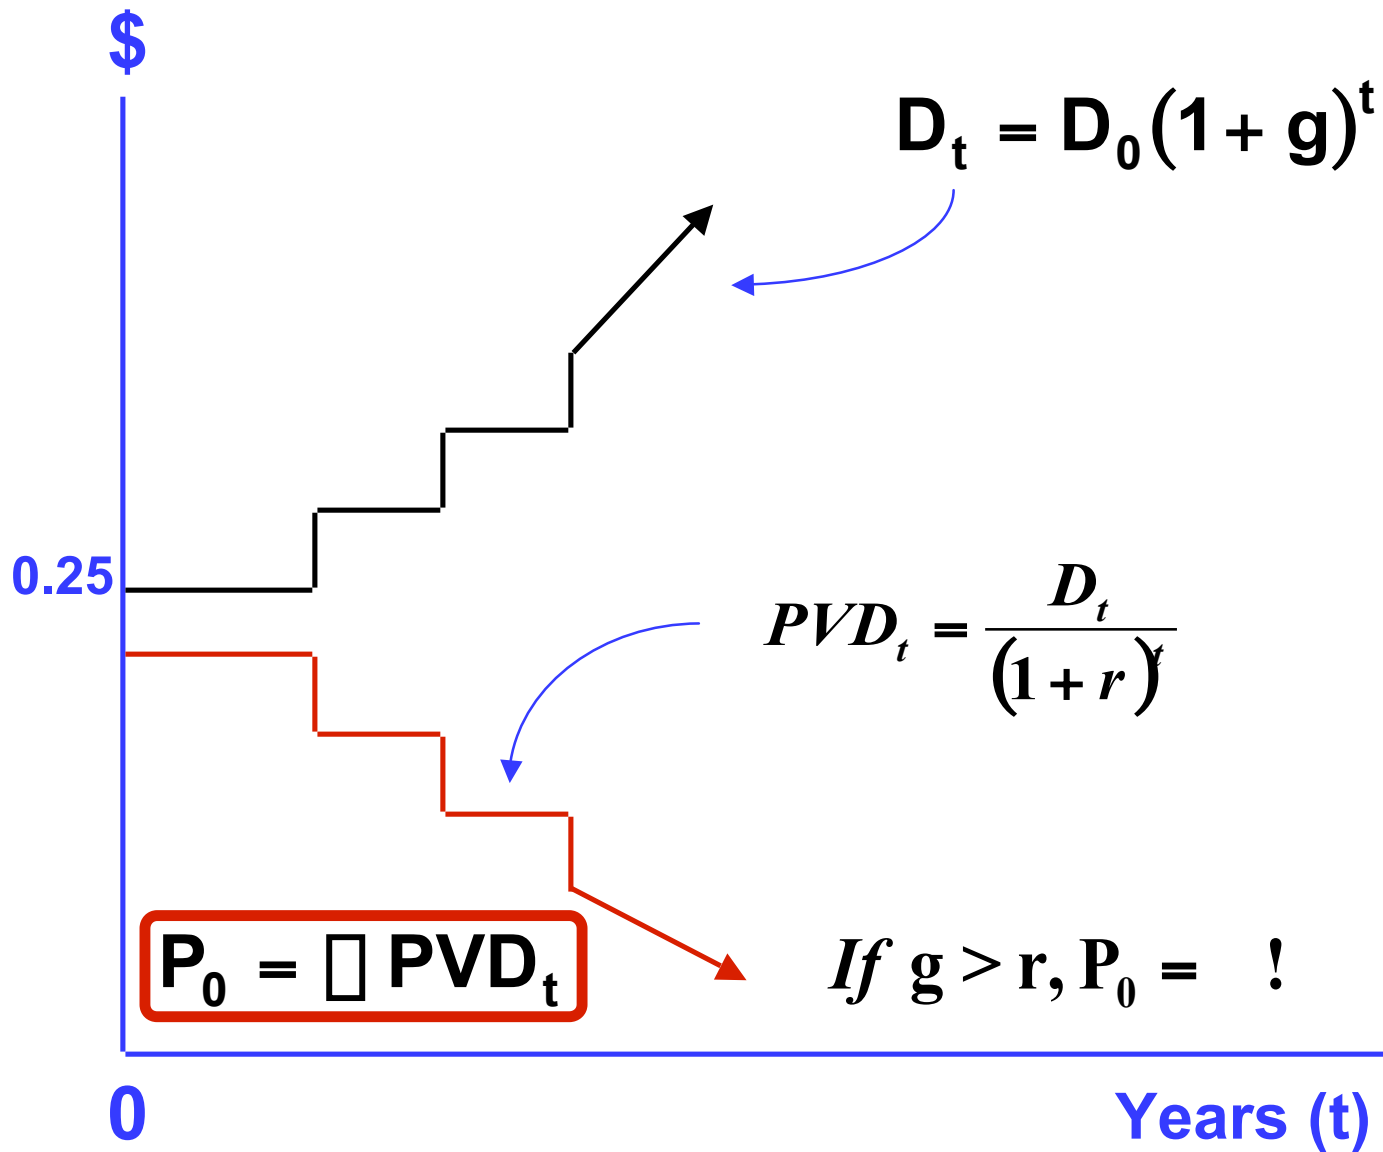 $
D_t = D_0(1 + g)^t
0.25
PVD_t = D_t / (1 + r)^t
P_0 = ▯ PVD_t
If g > r, P_0 = !
0
Years (t)